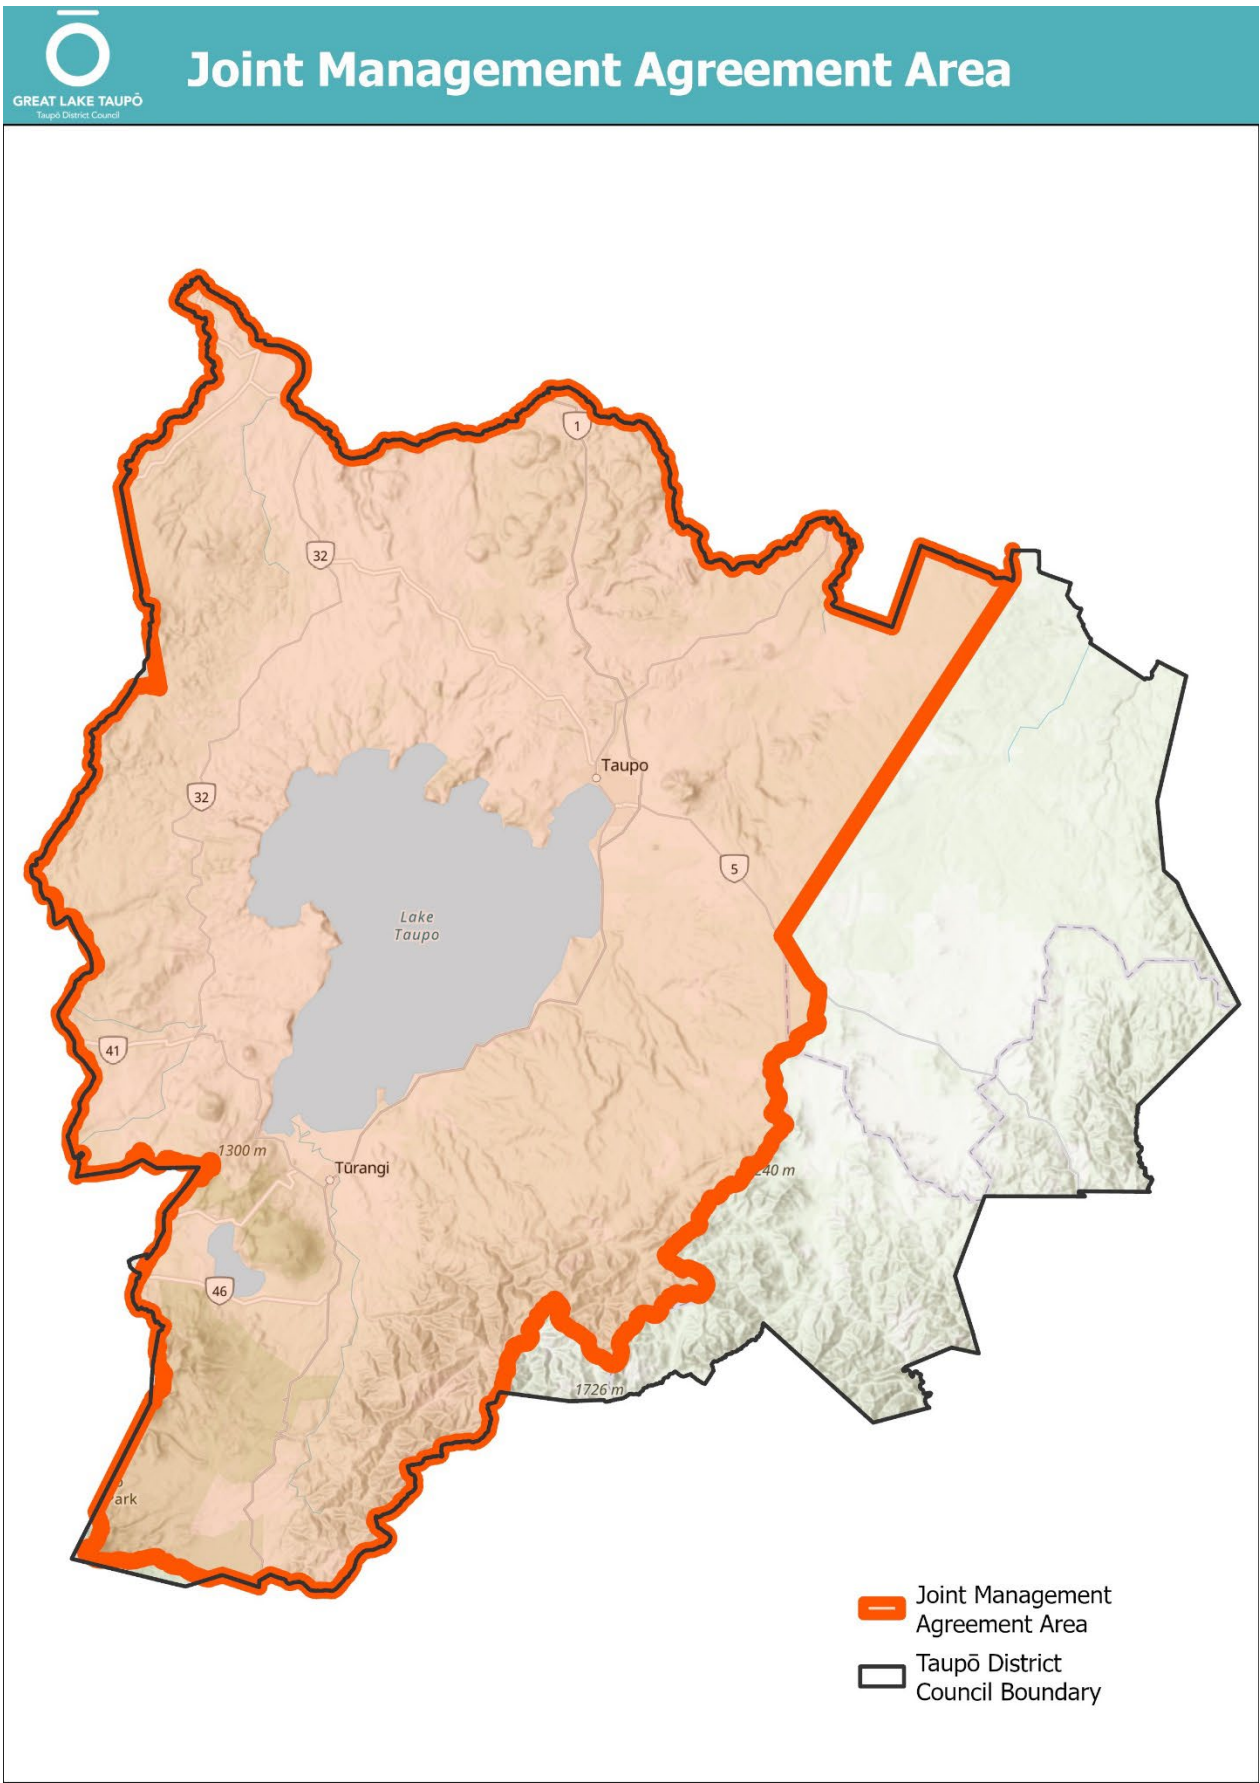 GREAT LAKE TAUPŌ
Taupō District Council
Joint Management Agreement Area
1
32
Taupo
32
5
Lake
Taupo
41
1300 m
Tūrangi
240 m
46
1726 m
ark
Joint Management
Agreement Area
Taupō District
Council Boundary